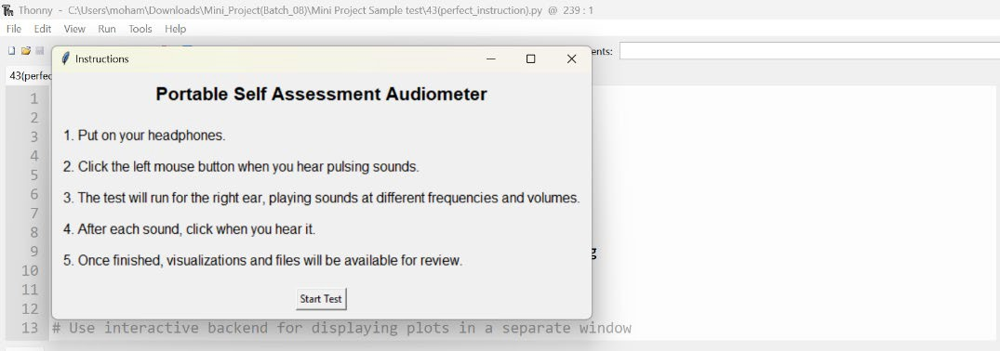 Thonny - C:\Users\moham\Downloads\Mini_Project(Batch_08)\Mini Project Sample test\43(perfect_instruction).py @ 239 : 1
File Edit View Run Tools Help
Instructions
ents:
43(perfec
Portable Self Assessment Audiometer
1. Put on your headphones.
2. Click the left mouse button when you hear pulsing sounds.
3. The test will run for the right ear, playing sounds at different frequencies and volumes.
4. After each sound, click when you hear it.
5. Once finished, visualizations and files will be available for review.
Start Test
1
2
3
4
5
6
7
8
9 g
10
11
12
13 # Use interactive backend for displaying plots in a separate window